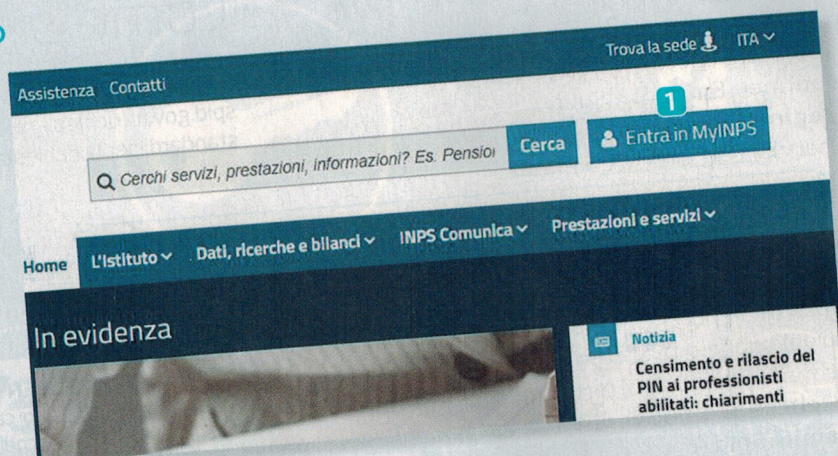 Trova la sede ITA
Assistenza Contatti
1
Cerchi servizi, prestazioni, informazioni? Es. Pension Cerca Entra in MyINPS
Home L'Istituto Dati, ricerche e bilanci INPS Comunica Prestazioni e servizi
In evidenza
Notizia
Censimento e rilascio del
PIN ai professionisti
abilitati: chiarimenti